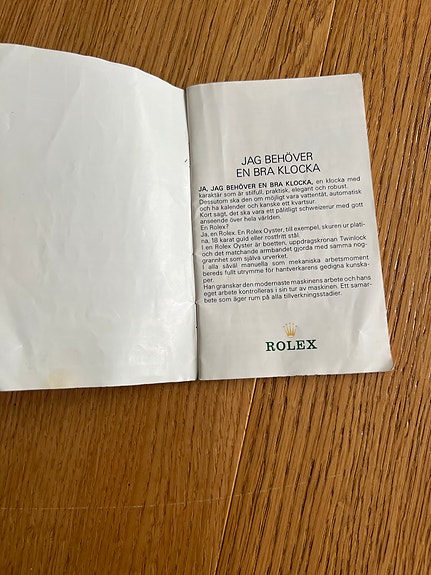 JAG BEHÖVER
EN BRA KLOCKA
JA, JAG BEHÖVER EN BRA KLOCKA, en klocka med
karaktär som är stilfull, praktisk, elegant och robust.
Dessutom ska den om möjligt vara vattentät, automatisk
och ha kalender och kanske ett kvartsur.
Kort sagt, det ska vara ett pålitligt schweizerur med gott
anseende över hela världen.
En Rolex?
Ja, en Rolex. En Rolex Oyster, till exempel, skuren ur plati-
na, 18 karat guld eller rostfritt stål.
I en Rolex Oyster är boetten, uppdragskronan Twinlock
och det matchande armbandet gjorda med samma nog-
grannhet som själva urverket.
I alla såväl manuella som mekaniska arbetsmoment
bereds fullt utrymme för hantverkarens gedigna kunska-
per.
Han granskar den modernaste maskinens arbete och hans
eget arbete kontrolleras i sin tur av maskinen. Ett samar-
bete som äger rum på alla tillverkningsstadier.
ROLEX